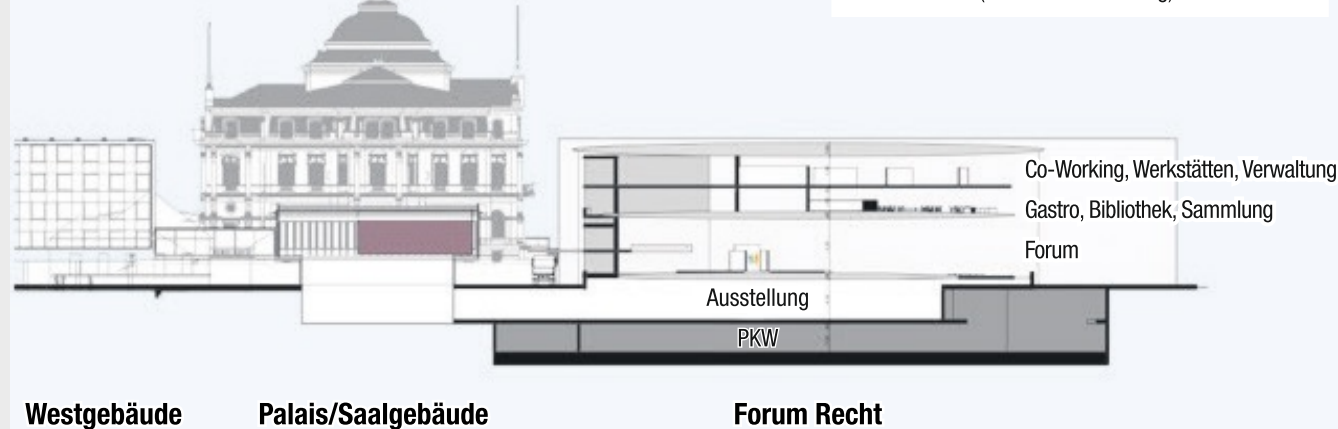 Co-Working, Werkstätten, Verwaltung
Gastro, Bibliothek, Sammlung
Forum
Ausstellung
PKW
Westgebäude Palais/Saalgebäude Forum Recht